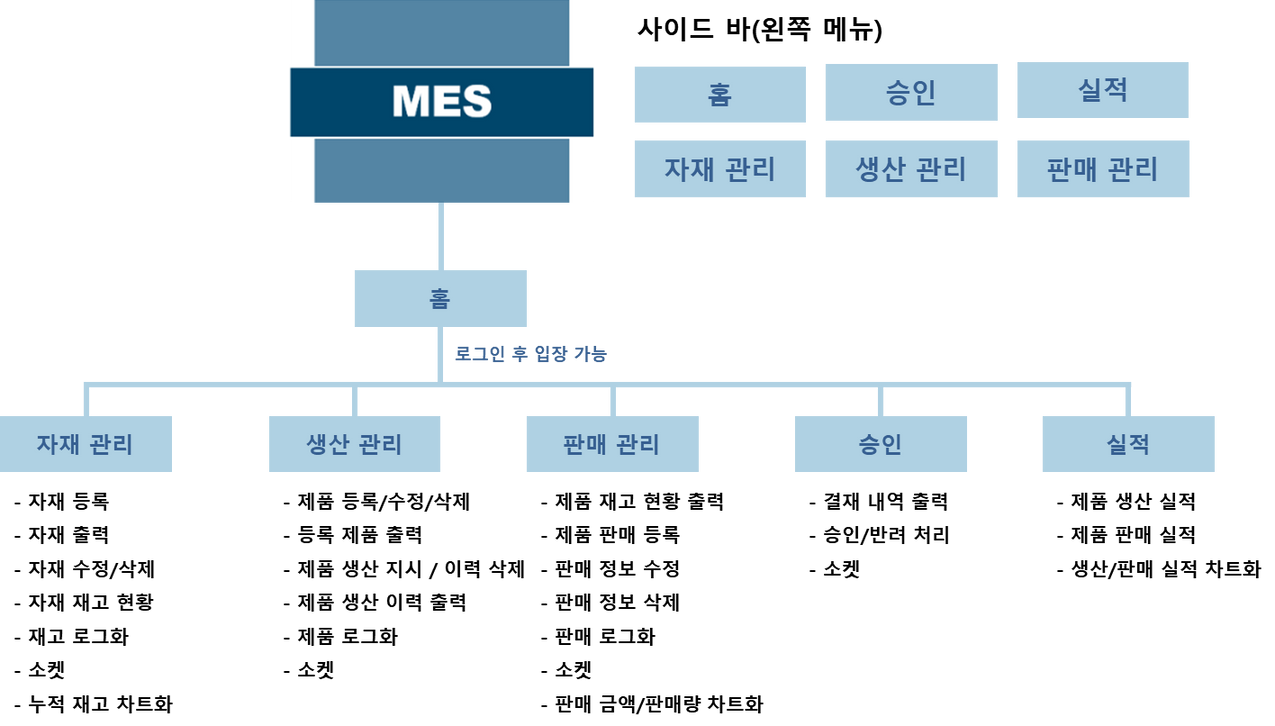 MES
사이드 바(왼쪽 메뉴)
홈
승인
실적
자재 관리
생산 관리
판매 관리
홈
로그인 후 입장 가능
자재 관리
- 자재 등록
- 자재 출력
- 자재 수정/삭제
- 자재 재고 현황
- 재고 로그화
- 소켓
- 누적 재고 차트화
생산 관리
- 제품 등록/수정/삭제
- 등록 제품 출력
- 제품 생산 지시 / 이력 삭제
- 제품 생산 이력 출력
- 제품 로그화
- 소켓
판매 관리
- 제품 재고 현황 출력
- 제품 판매 등록
- 판매 정보 수정
- 판매 정보 삭제
- 판매 로그화
- 소켓
- 판매 금액/판매량 차트화
승인
- 결재 내역 출력
- 승인/반려 처리
- 소켓
실적
- 제품 생산 실적
- 제품 판매 실적
- 생산/판매 실적 차트화